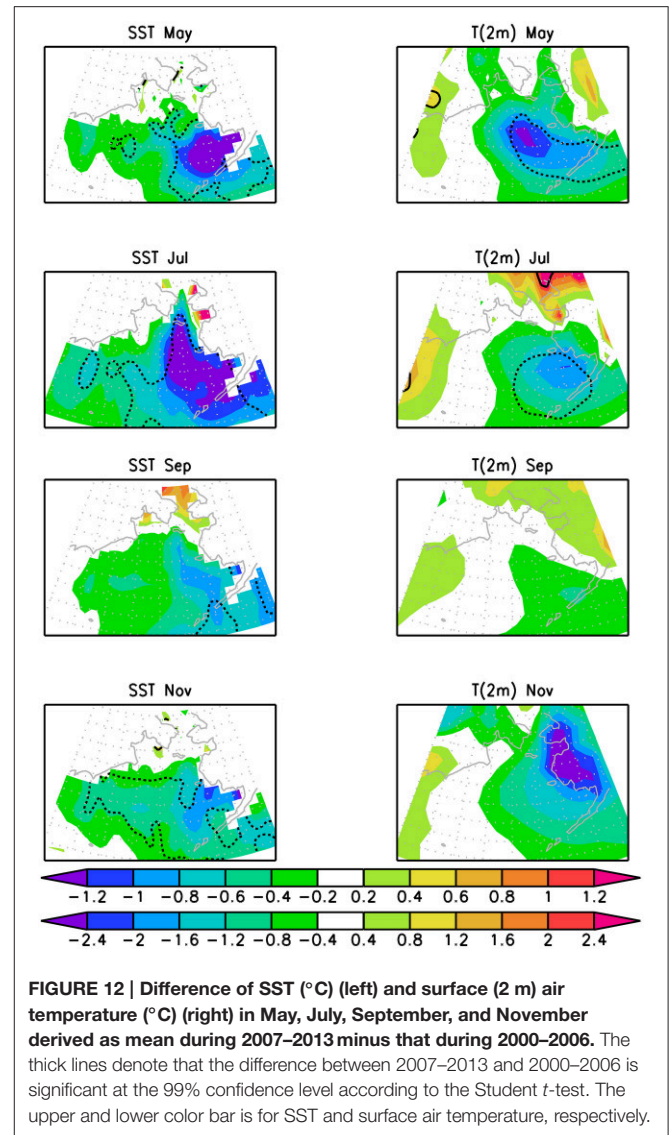 SST May
T(2m) May
SST Jul
T(2m) Jul
SST Sep
T(2m) Sep
SST Nov
T(2m) Nov
−1.2 −1 −0.8 −0.6 −0.4 −0.2 0.2 0.4 0.6 0.8 1 1.2
−2.4 −2 −1.6 −1.2 −0.8 −0.4 0.4 0.8 1.2 1.6 2 2.4
FIGURE 12 | Difference of SST (°C) (left) and surface (2 m) air
temperature (°C) (right) in May, July, September, and November
derived as mean during 2007–2013 minus that during 2000–2006. The
thick lines denote that the difference between 2007–2013 and 2000–2006 is
significant at the 99% confidence level according to the Student t-test. The
upper and lower color bar is for SST and surface air temperature, respectively.